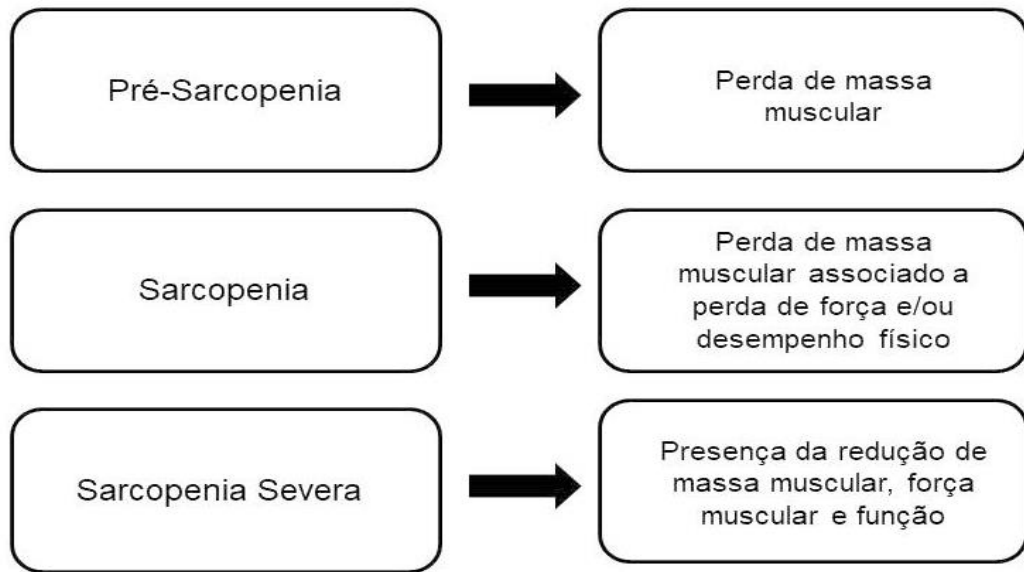 Pré-Sarcopenia
Perda de massa
muscular
Sarcopenia
Perda de massa
muscular associado a
perda de força e/ou
desempenho físico
Sarcopenia Severa
Presença da redução de
massa muscular, força
muscular e função